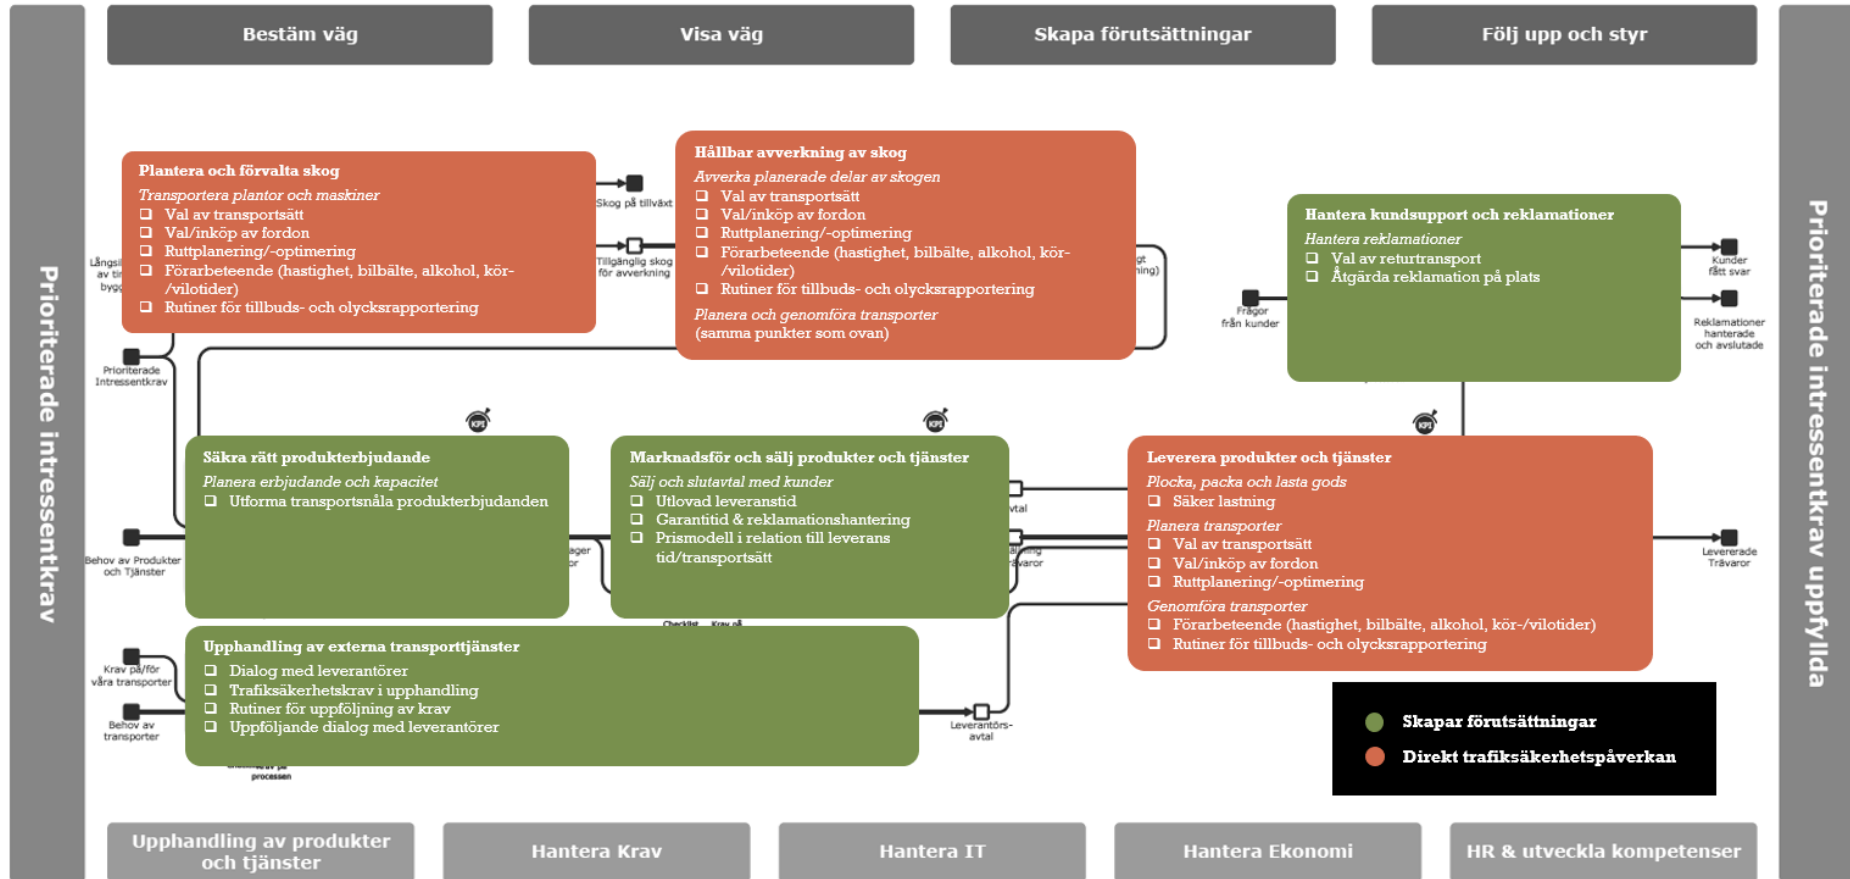 Bestäm väg
Visa väg
Skapa förutsättningar
Följ upp och styr
Prioriterade intressentkrav
Prioriterade intressentkrav uppfyllda
Plantera och förvalta skog
Transportera plantor och maskiner
❑ Val av transportsätt
❑ Val/inköp av fordon
❑ Ruttplanering/-optimering
❑ Förarbeteende (hastighet, bilbälte, alkohol, kör-
/vilotider)
❑ Rutiner för tillbuds- och olycksrapportering
Skog på tillväxt
Tillgänglig skog
för avverkning
Hållbar avverkning av skog
Avverka planerade delar av skogen
❑ Val av transportsätt
❑ Val/inköp av fordon
❑ Ruttplanering/-optimering
❑ Förarbeteende (hastighet, bilbälte, alkohol, kör-
/vilotider)
❑ Rutiner för tillbuds- och olycksrapportering
Planera och genomföra transporter
(samma punkter som ovan)
Frågor
från kunder
Hantera kundsupport och reklamationer
Hantera reklamationer
❑ Val av returtransport
❑ Åtgärda reklamation på plats
Kunder
fått svar
Reklamationer
hanterade
och avslutade
Prioriterade
Intressentkrav
KPI
KPI
KPI
Behov av Produkter
och Tjänster
Säkra rätt produkterbjudande
Planera erbjudande och kapacitet
❑ Utforma transportsnåla produkterbjudanden
Marknadsför och sälj produkter och tjänster
Sälj och slutavtal med kunder
❑ Utlovad leveranstid
❑ Garantitid & reklamationshantering
❑ Prismodell i relation till leverans
tid/transportsätt
Leverera produkter och tjänster
Plocka, packa och lasta gods
❑ Säker lastning
Planera transporter
❑ Val av transportsätt
❑ Val/inköp av fordon
❑ Ruttplanering/-optimering
Genomföra transporter
❑ Förarbeteende (hastighet, bilbälte, alkohol, kör-/vilotider)
❑ Rutiner för tillbuds- och olycksrapportering
Levererade
Trävaror
Krav på/för
våra transporter
Behov av
transporter
Upphandling av externa transporttjänster
❑ Dialog med leverantörer
❑ Trafiksäkerhetskrav i upphandling
❑ Rutiner för uppföljning av krav
❑ Uppföljande dialog med leverantörer
processen
Leverantörs-
avtal
Skapar förutsättningar
Direkt trafiksäkerhetspåverkan
Upphandling av produkter
och tjänster
Hantera Krav
Hantera IT
Hantera Ekonomi
HR & utveckla kompetenser